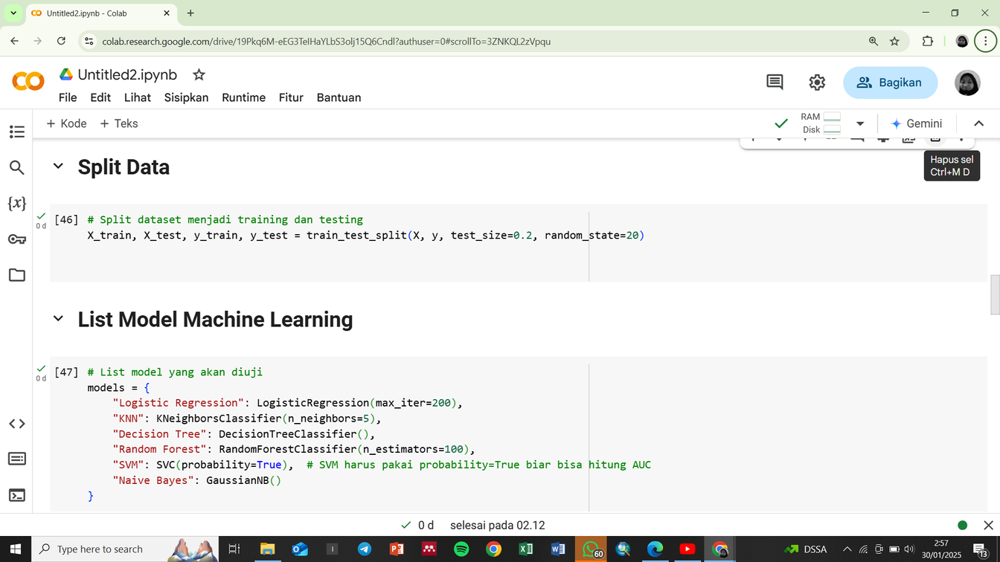 Untitled2.ipynb - Colab
colab.research.google.com/drive/19Pkq6M-eEG3TeIHaYLbS3olj15Q6Cndl?authuser=0#scrollTo=3ZNKQL2zVpqu
Untitled2.ipynb
File Edit Lihat Sisipkan Runtime Fitur Bantuan
Bagikan
+ Kode + Teks
RAM
Disk
Gemini
Hapus sel
Ctrl+M D
Split Data
0 d
[46] # Split dataset menjadi training dan testing
X_train, X_test, y_train, y_test = train_test_split(X, y, test_size=0.2, random_state=20)
List Model Machine Learning
0 d
[47] # List model yang akan diuji
models = {
"Logistic Regression": LogisticRegression(max_iter=200),
"KNN": KNeighborsClassifier(n_neighbors=5),
"Decision Tree": DecisionTreeClassifier(),
"Random Forest": RandomForestClassifier(n_estimators=100),
"SVM": SVC(probability=True), # SVM harus pakai probability=True biar bisa hitung AUC
"Naive Bayes": GaussianNB()
}
0 d selesai pada 02.12
Type here to search
60
DSSA
2:57
30/01/2025
13